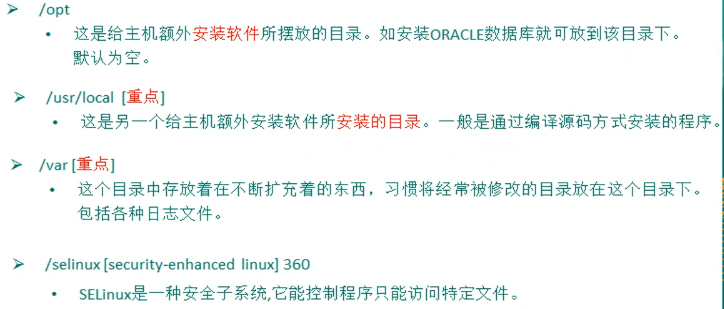 ➢ /opt
• 这是给主机额外安装软件所摆放的目录。如安装ORACLE数据库就可放到该目录下。
默认为空。
➢ /usr/local [重点]
• 这是另一个给主机额外安装软件所安装的目录。一般是通过编译源码方式安装的程序。
➢ /var [重点]
• 这个目录中存放着在不断扩充着的东西，习惯将经常被修改的目录放在这个目录下。
包括各种日志文件。
➢ /selinux [security-enhanced linux] 360
• SELinux是一种安全子系统,它能控制程序只能访问特定文件。